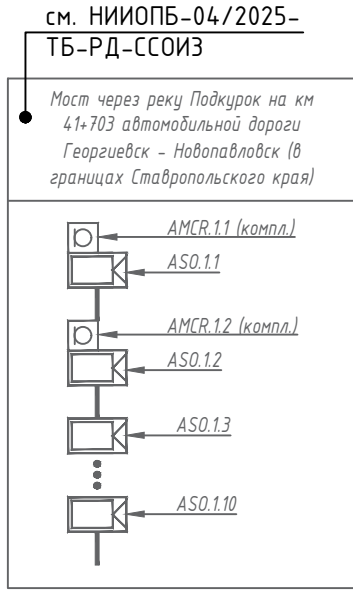 см. НИИОПБ-04/2025-
ТБ-РД-ССОИЗ
Мост через реку Подкурок на км
41+703 автомобильной дороги
Георгиевск - Новопавловск (в
границах Ставропольского края)
AMCR.1.1 (компл.)
ASO.1.1
AMCR.1.2 (компл.)
ASO.1.2
ASO.1.3
ASO.1.10